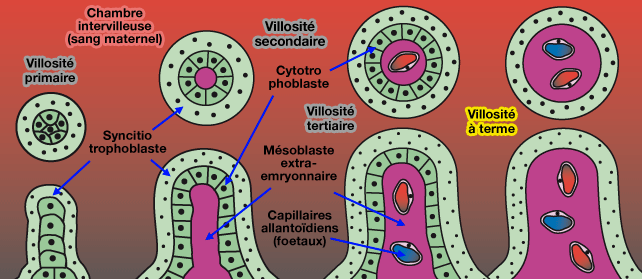 Chambre
intervilleuse
(sang maternel)
Villosité
secondaire
Villosité
primaire
Cytotro
phoblaste
Villosité
tertiaire
Villosité
à terme
Syncitio
trophoblaste
Mésoblaste
extra-
emryonnaire
Capillaires
allantoïdiens
(foetaux)